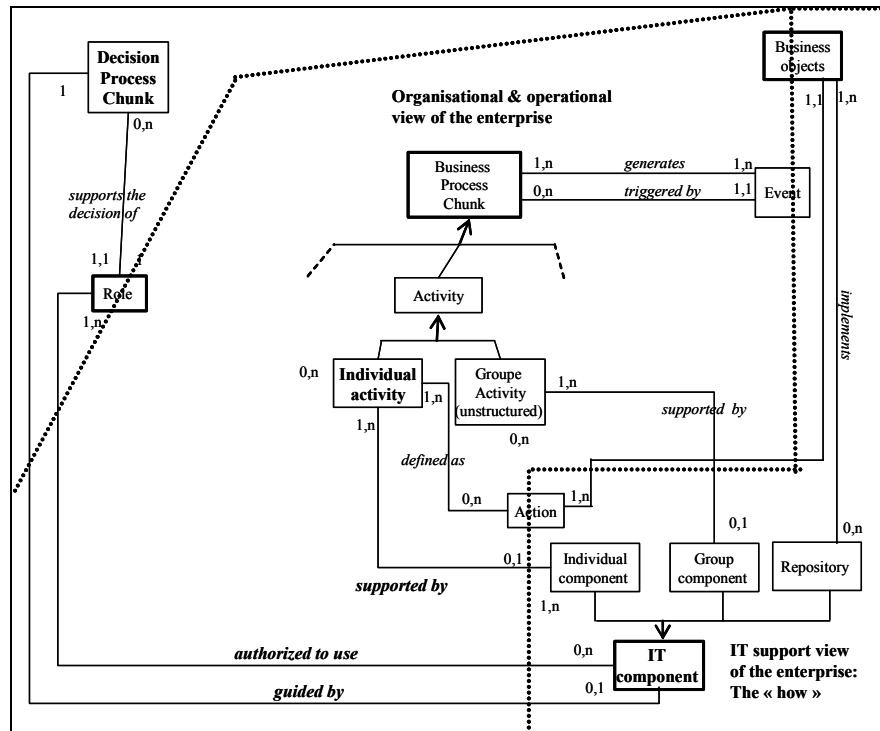 Decision
Process
Chunk
1
0,n
supports the
decision of
1,1
1
Role
1,n
Organisational & operational
view of the enterprise
Business
objects
1,1
1,n
Business
Process
Chunk
1,n
generates
1,n
0,n
triggered by
1,1
Event
implements
Activity
0,n
Individual
activity
1,n
Groupe
Activity
(unstructured)
1,n
1,n
supported by
0,n
defined as
0,n
Action
1,n
0,1
0,n
0,1
Individual
component
Group
component
Repository
supported by
1,n
authorized to use
0,n
IT
component
guided by
0,1
IT support view
of the enterprise:
The « how »